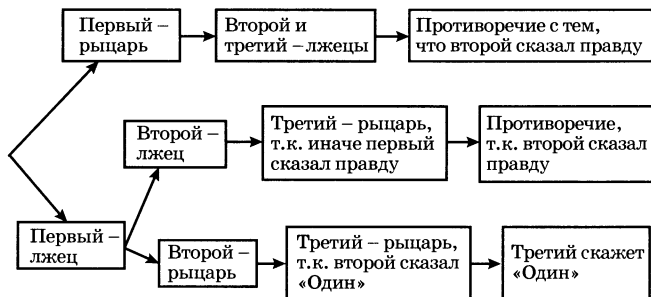 Первый –
рыцарь
Второй и
третий – лжецы
Противоречие с тем,
что второй сказал правду
Второй –
лжец
Третий – рыцарь,
т.к. иначе первый
сказал правду
Противоречие,
т.к. второй сказал
правду
Первый –
лжец
Второй –
рыцарь
Третий – рыцарь,
т.к. второй сказал
«Один»
Третий скажет
«Один»